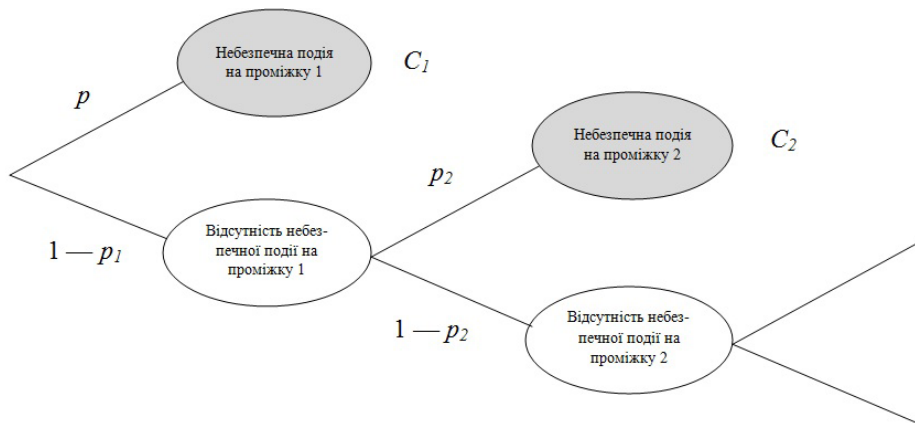 Небезпечна подія
на проміжку 1
C1
p
Небезпечна подія
на проміжку 2
C2
p2
Відсутність небез-
печної події на
проміжку 1
1 — p1
1 — p2
Відсутність небез-
печної події на
проміжку 2